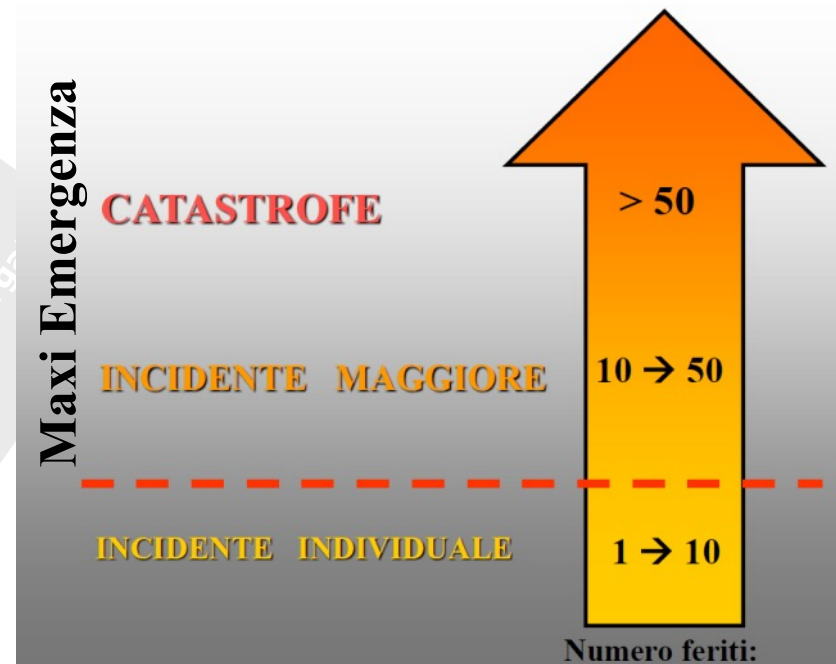 Maxi Emergenza
CATASTROFE
> 50
INCIDENTE MAGGIORE
10 → 50
INCIDENTE INDIVIDUALE
1 → 10
Numero feriti: